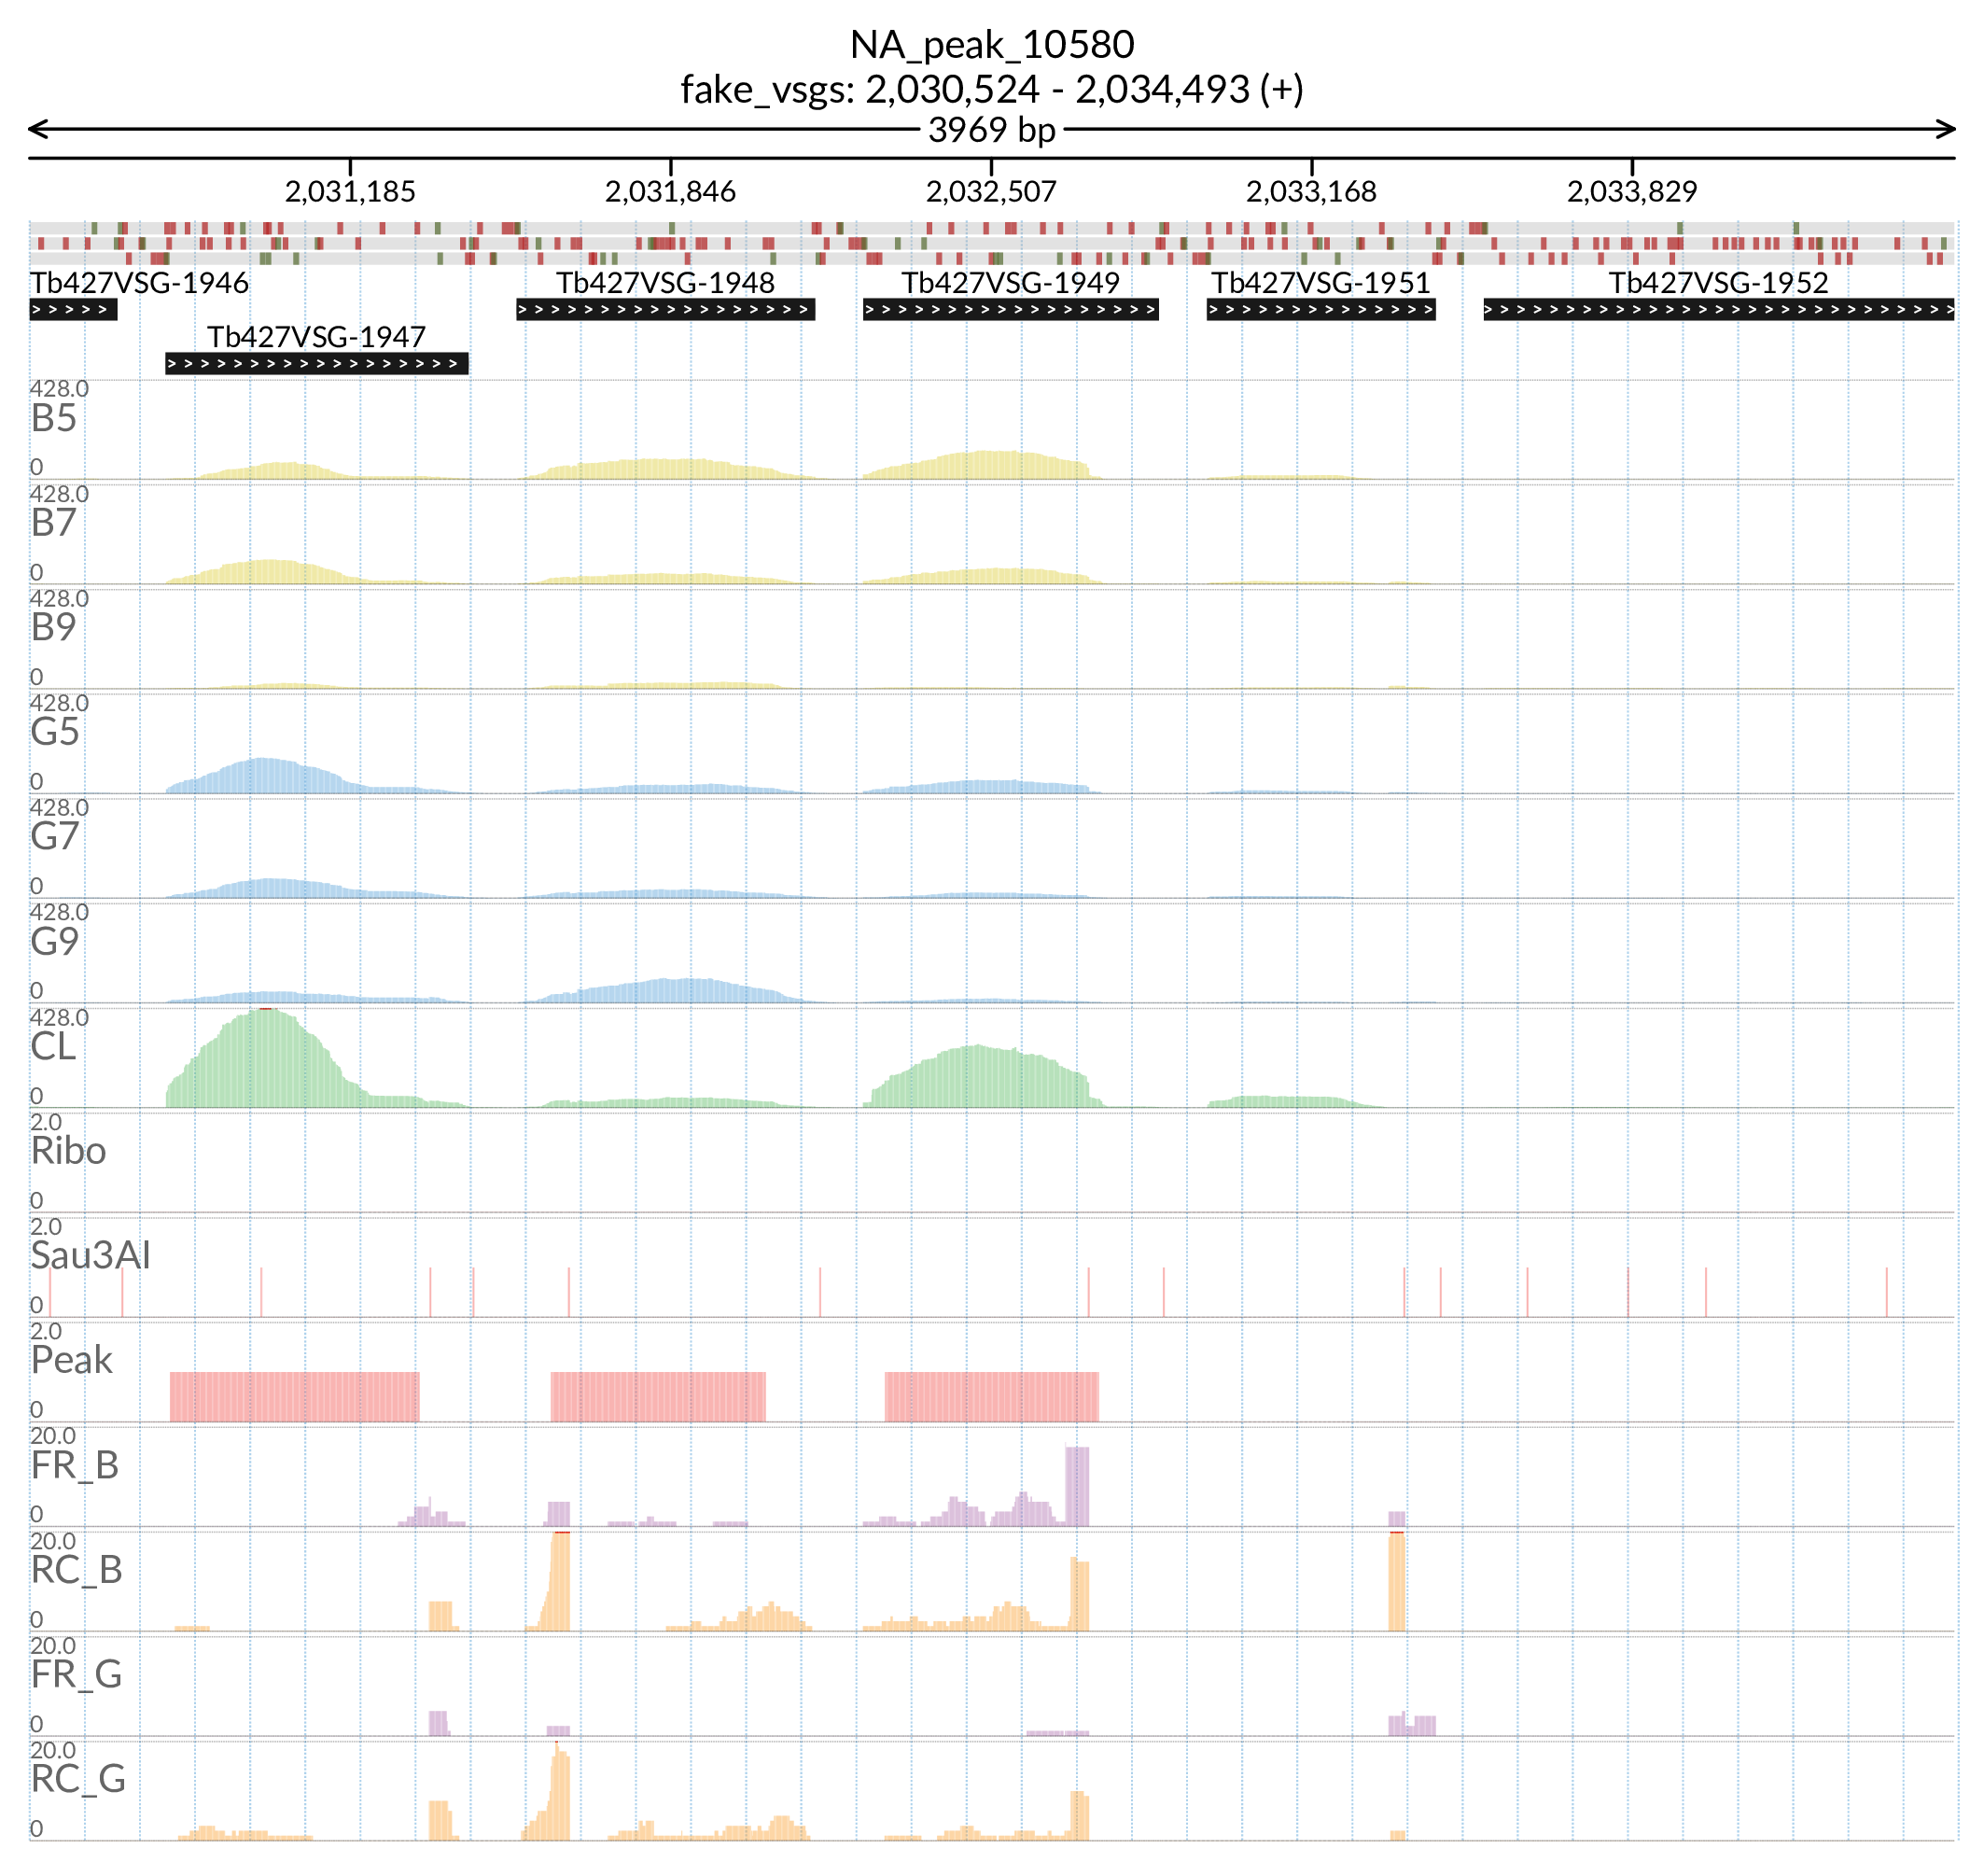 NA_peak_10580
fake_vsgs: 2,030,524 - 2,034,493 (+)
3969 bp
2,031,185 2,031,846 2,032,507 2,033,168 2,033,829
Tb427VSG-1946 Tb427VSG-1948 Tb427VSG-1949 Tb427VSG-1951 Tb427VSG-1952
Tb427VSG-1947
428.0
B5
0
428.0
B7
0
428.0
B9
0
428.0
G5
0
428.0
G7
0
428.0
G9
0
428.0
CL
0
2.0
Ribo
0
2.0
Sau3AI
0
2.0
Peak
0
20.0
FR_B
0
20.0
RC_B
0
20.0
FR_G
0
20.0
RC_G
0